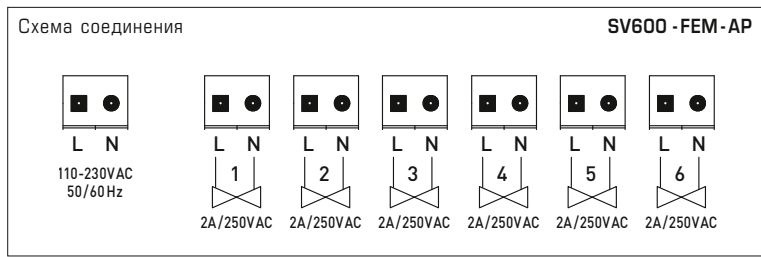 Схема соединения SV600-FEM-AP
L N L N L N L N L N L N L N
1 2 3 4 5 6
110-230VAC
50/60Hz
2A/250VAC 2A/250VAC 2A/250VAC 2A/250VAC 2A/250VAC 2A/250VAC